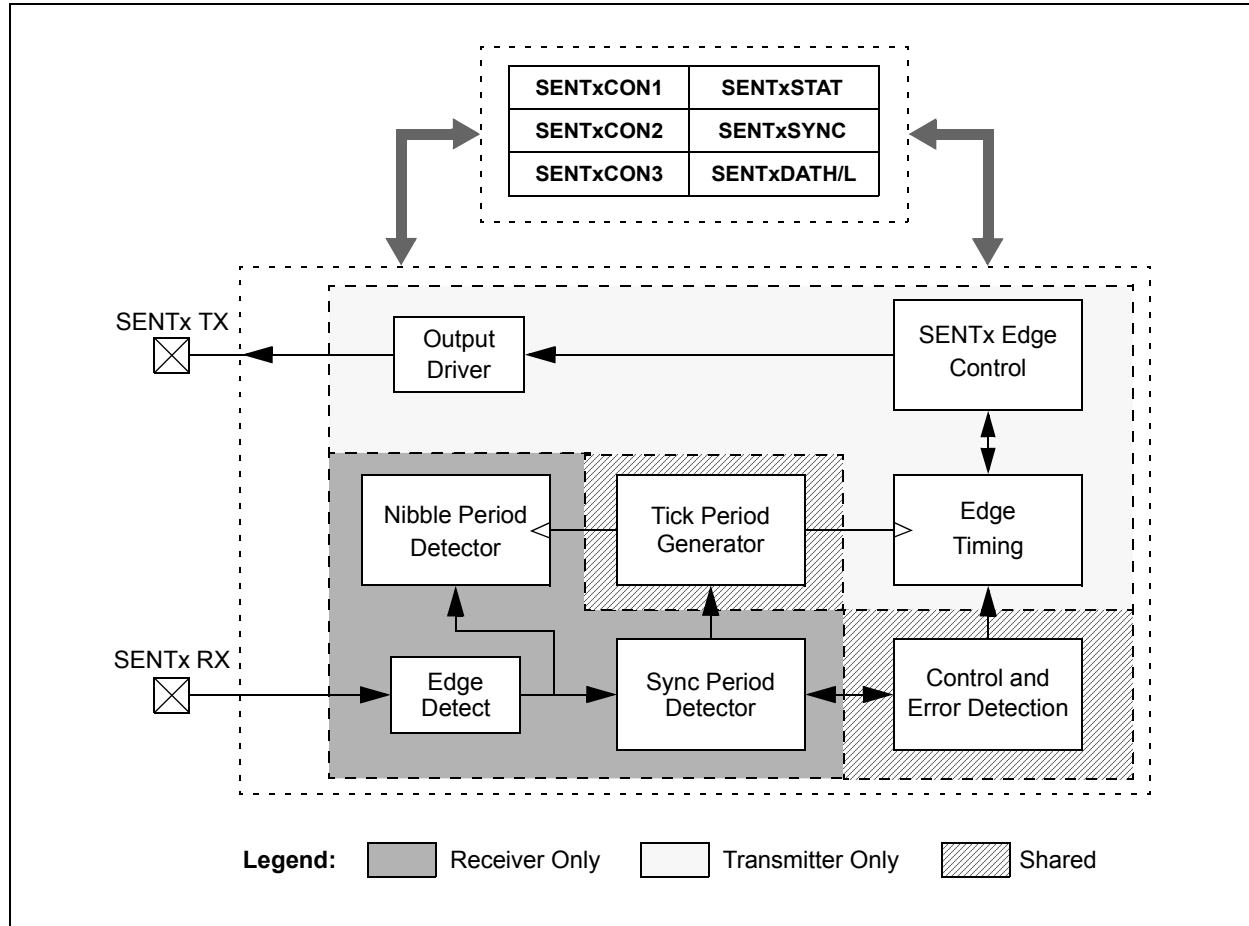 SENTxCON1 SENTxSTAT
SENTxCON2 SENTxSYNC
SENTxCON3 SENTxDATH/L
SENTx TX
Output
Driver
SENTx Edge
Control
Nibble Period
Detector
Tick Period
Generator
Edge
Timing
SENTx RX
Edge
Detect
Sync Period
Detector
Control and
Error Detection
Legend: Receiver Only Transmitter Only Shared